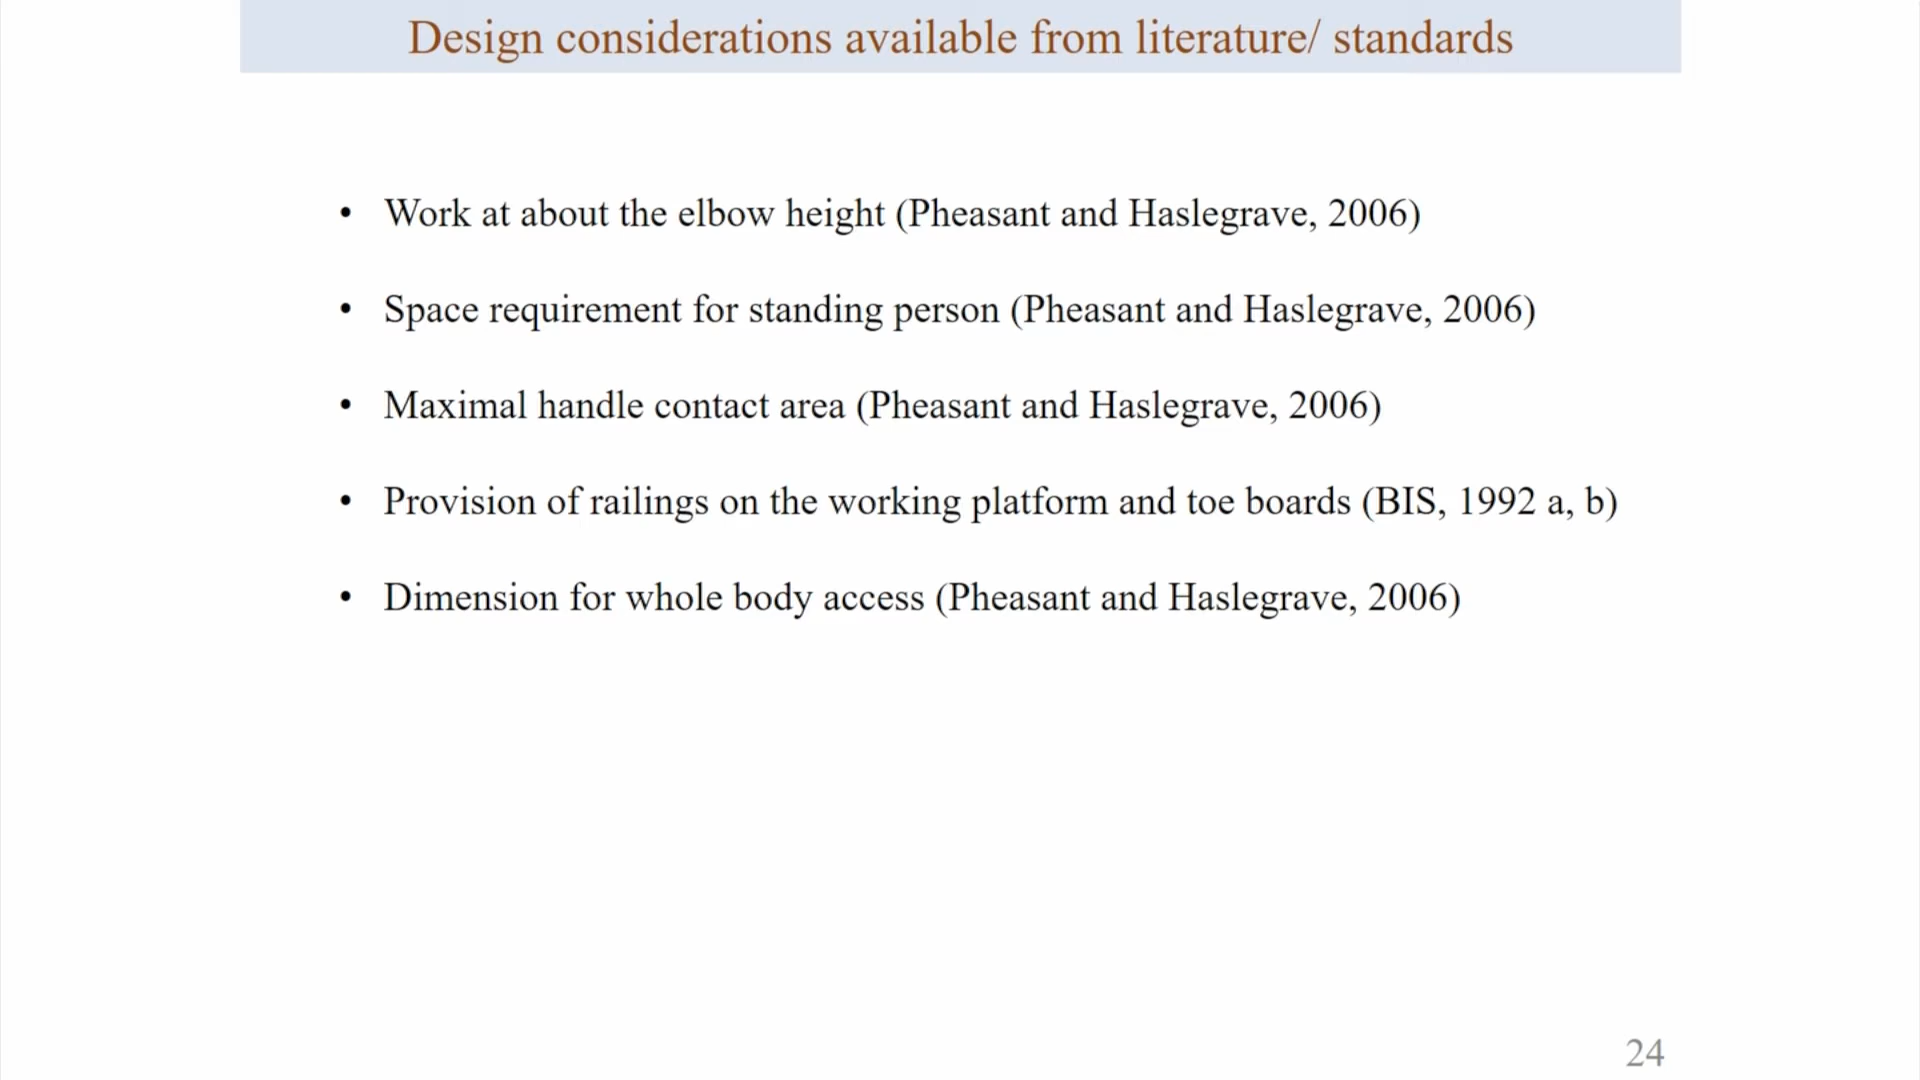 Design considerations available from literature/ standards
• Work at about the elbow height (Pheasant and Haslegrave, 2006)
• Space requirement for standing person (Pheasant and Haslegrave, 2006)
• Maximal handle contact area (Pheasant and Haslegrave, 2006)
• Provision of railings on the working platform and toe boards (BIS, 1992 a, b)
• Dimension for whole body access (Pheasant and Haslegrave, 2006)
24